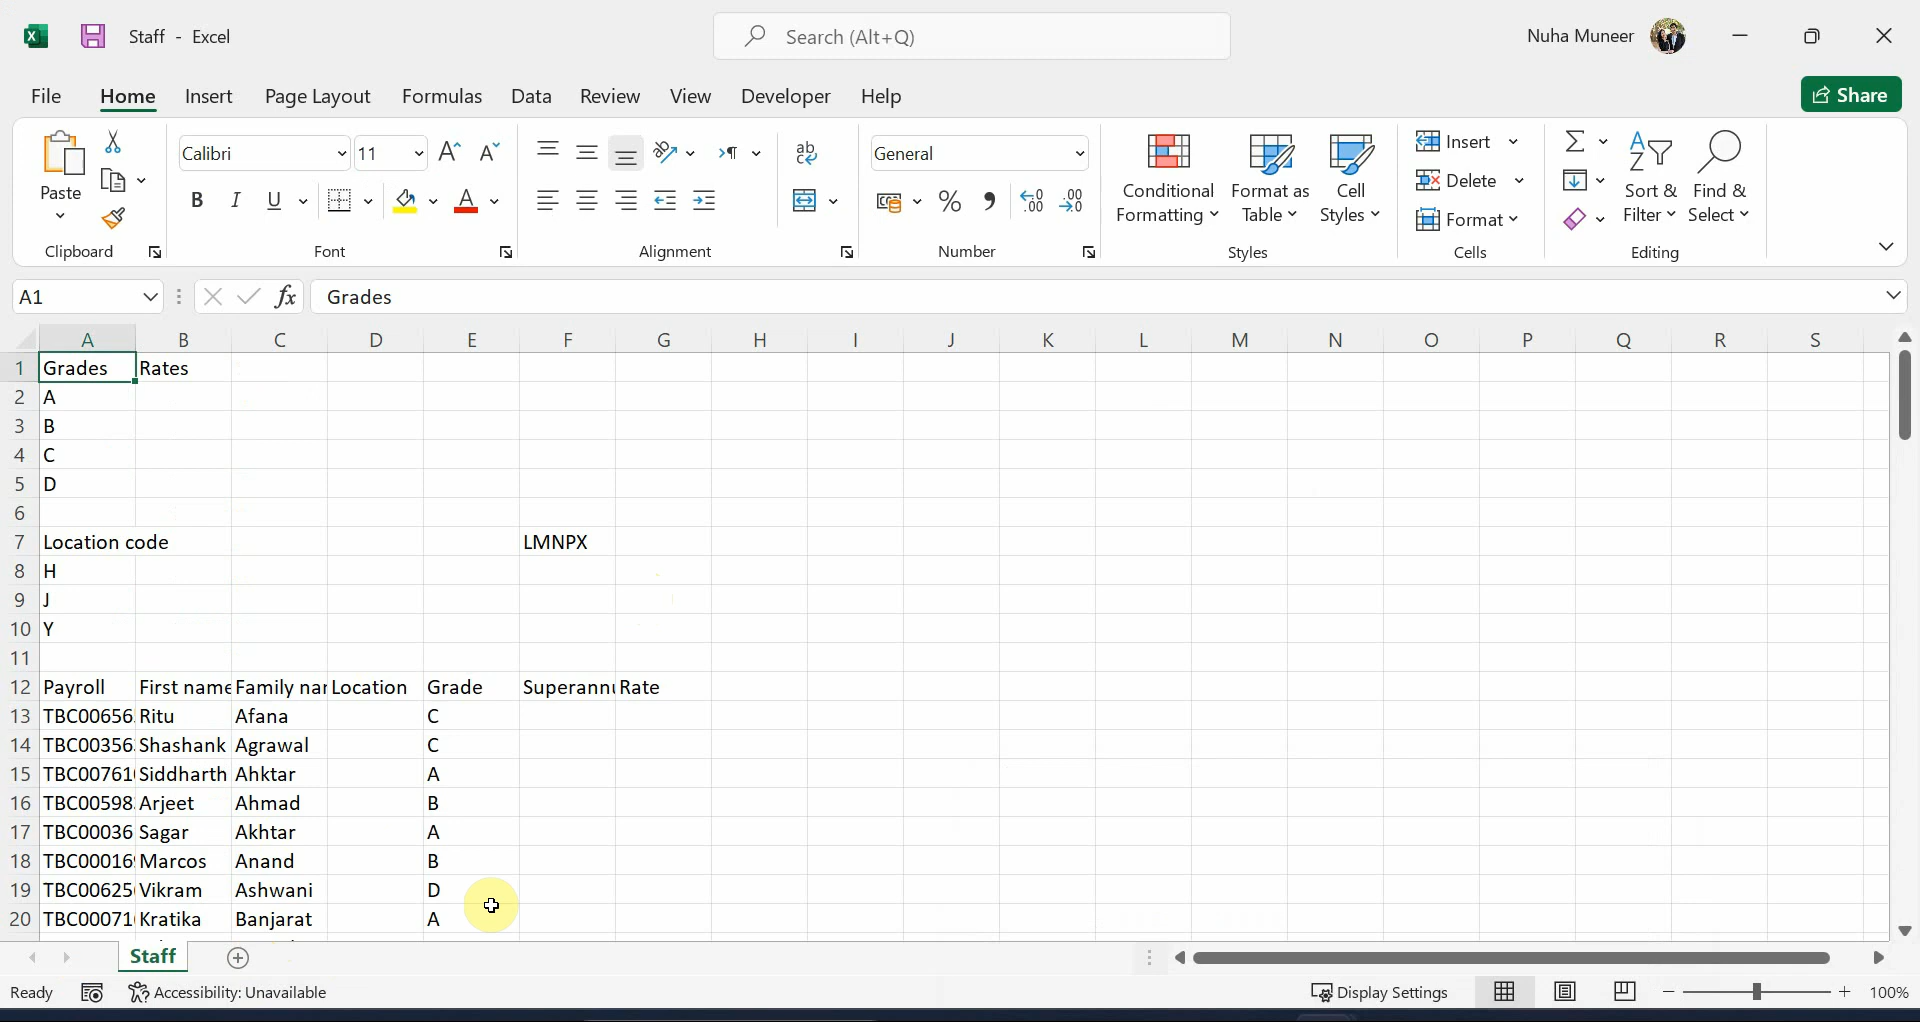 Staff - Excel
Search (Alt+Q)
Nuha Muneer
File Home Insert Page Layout Formulas Data Review View Developer Help
Share
Paste
Clipboard
Calibri 11
B I U
Font
Alignment
General
Number
Conditional Formatting
Format as Table
Cell Styles
Styles
Insert
Delete
Format
Cells
Sort & Filter
Find & Select
Editing
A1 fx Grades
A B C D E F G H I J K L M N O P Q R S
1 Grades Rates
2 A
3 B
4 C
5 D
6
7 Location code LMNPX
8 H
9 J
10 Y
11
12 Payroll First name Family nar Location Grade Superannu Rate
13 TBC00656 Ritu Afana C
14 TBC00356 Shashank Agrawal C
15 TBC00761 Siddharth Ahktar A
16 TBC00598 Arjeet Ahmad B
17 TBC00036 Sagar Akhtar A
18 TBC00016 Marcos Anand B
19 TBC00625 Vikram Ashwani D
20 TBC00071 Kratika Banjarat A
Staff
Ready Accessibility: Unavailable Display Settings 100%